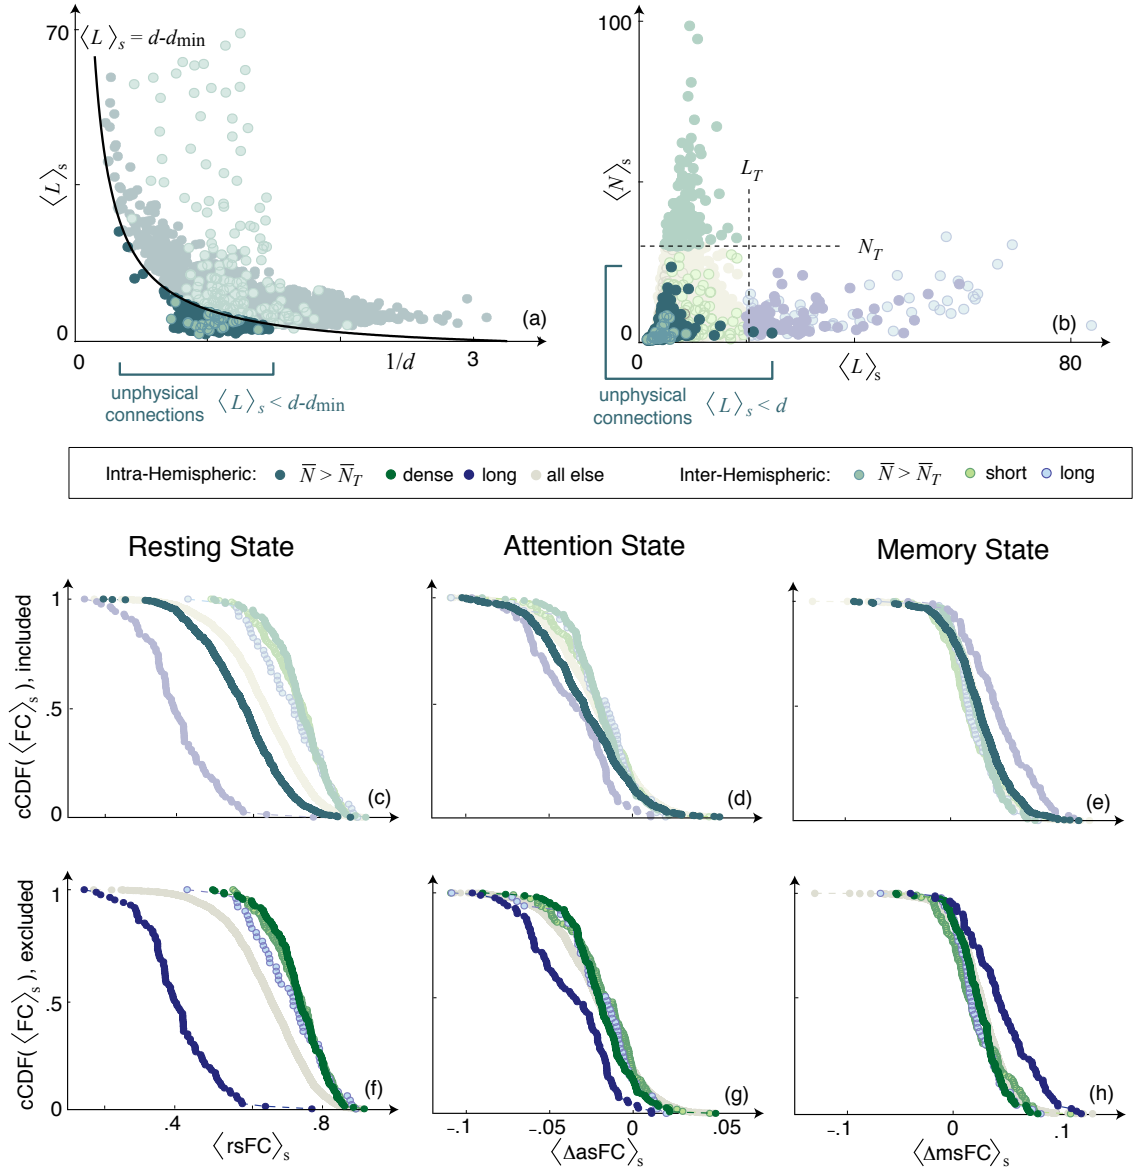 70
⟨L⟩s = d-dmin
⟨L⟩s
0
0
1/d
3
(a)
unphysical
connections
⟨L⟩s < d-dmin
100
⟨N⟩s
LT
NT
0
0
⟨L⟩s
80
(b)
unphysical
connections
⟨L⟩s < d
Intra-Hemispheric: N̅ > N̅T dense long all else Inter-Hemispheric: N̅ > N̅T short long
Resting State
Attention State
Memory State
cCDF(⟨FC⟩s), included
1
.5
0
(c)
(d)
(e)
cCDF(⟨FC⟩s), excluded
1
.5
0
(f)
(g)
(h)
.4
.8
⟨rsFC⟩s
-.1
-.05
0
.05
⟨ΔasFC⟩s
-.1
0
.1
⟨ΔmsFC⟩s